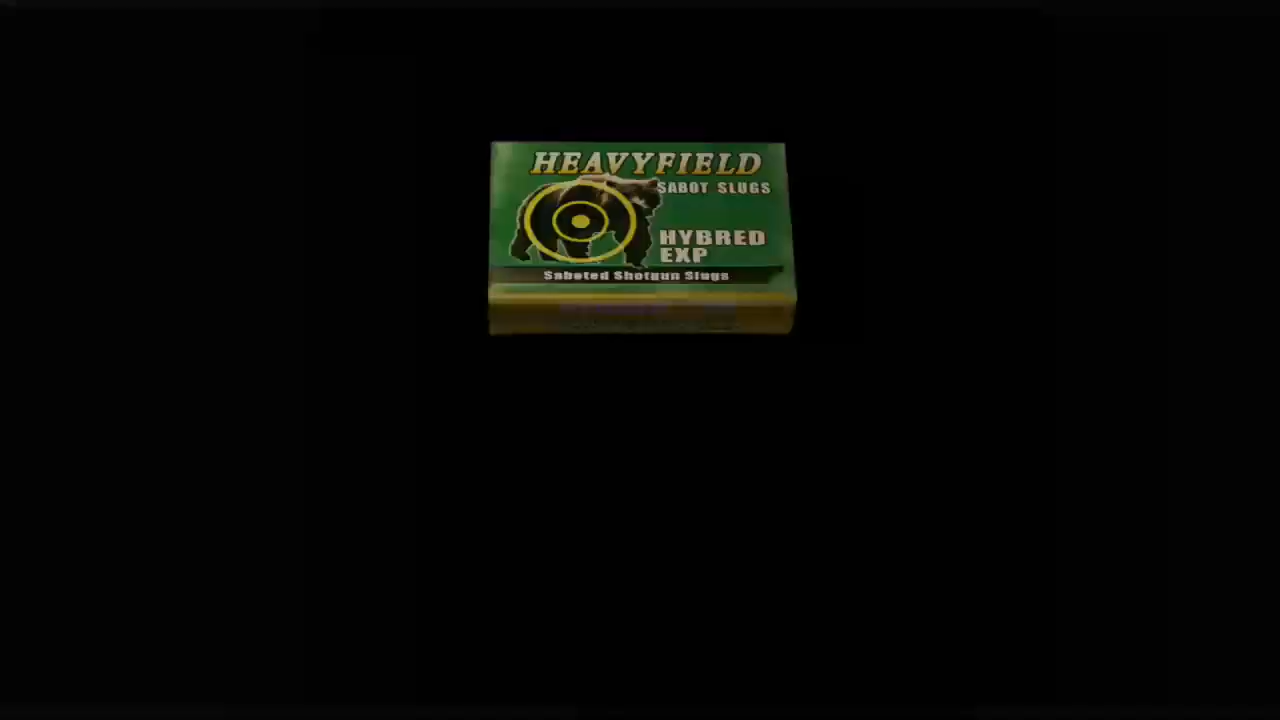 HEAVYFIELD
SABOT SLUGS
HYBRED
EXP
Saboted Shotgun Slugs